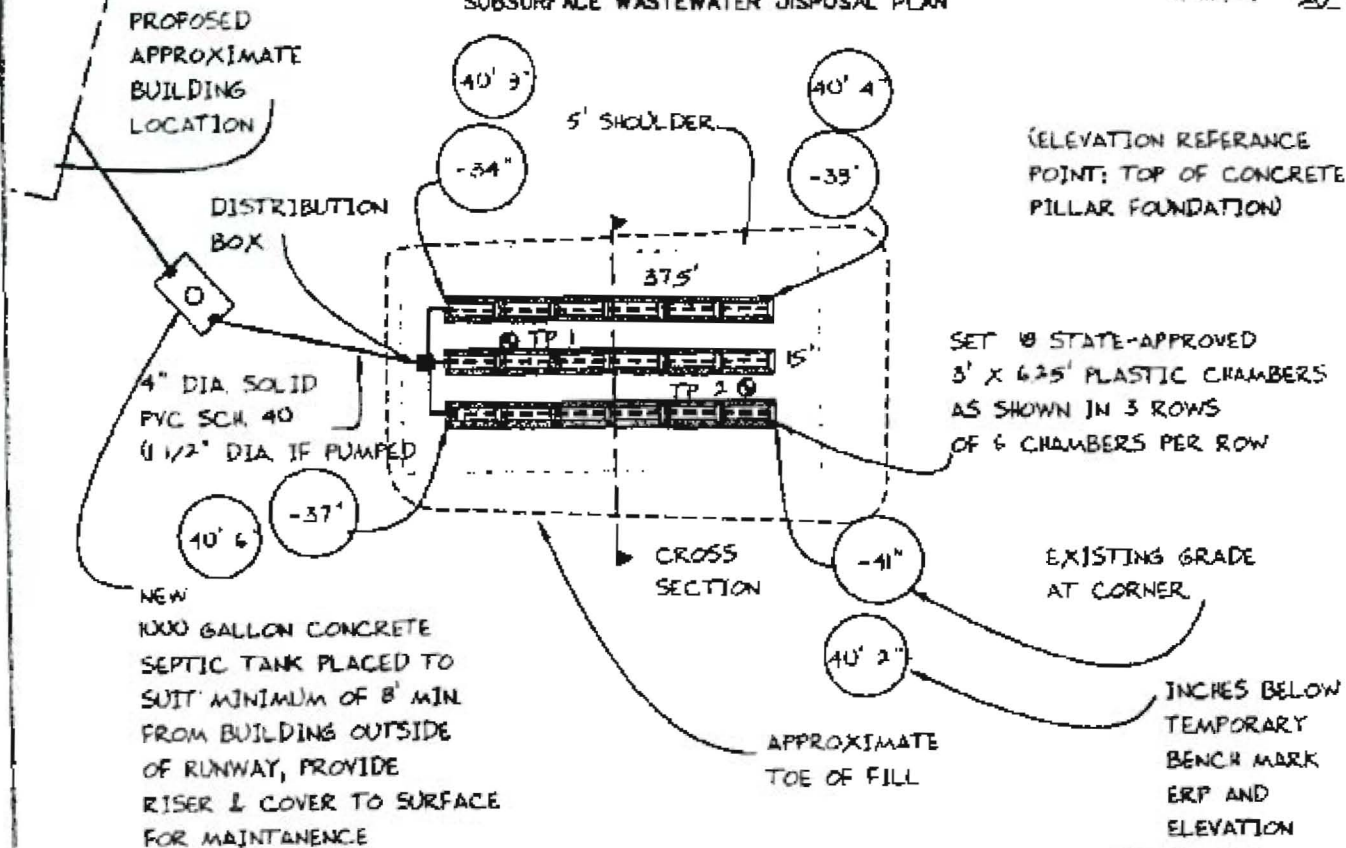 SUBSURFACE WASTEWATER DISPOSAL PLAN
PROPOSED
APPROXIMATE
BUILDING
LOCATION
40' 9"
-34"
5' SHOULDER
40' 4"
(ELEVATION REFERANCE
POINT: TOP OF CONCRETE
PILLAR FOUNDATION)
DISTRIBUTION
BOX
37.5'
TP 1
15'
TP 2
SET 18 STATE-APPROVED
3' X 6.25' PLASTIC CHAMBERS
AS SHOWN IN 3 ROWS
OF 6 CHAMBERS PER ROW
4" DIA. SOLID
PVC SCH. 40
(1 1/2" DIA. IF PUMPED
40' 6"
-37"
CROSS
SECTION
-41"
EXISTING GRADE
AT CORNER
40' 2"
NEW
1000 GALLON CONCRETE
SEPTIC TANK PLACED TO
SUIT MINIMUM OF 8' MIN.
FROM BUILDING OUTSIDE
OF RUNWAY, PROVIDE
RISER & COVER TO SURFACE
FOR MAINTANENCE
APPROXIMATE
TOE OF FILL
INCHES BELOW
TEMPORARY
BENCH MARK
ERP AND
ELEVATION